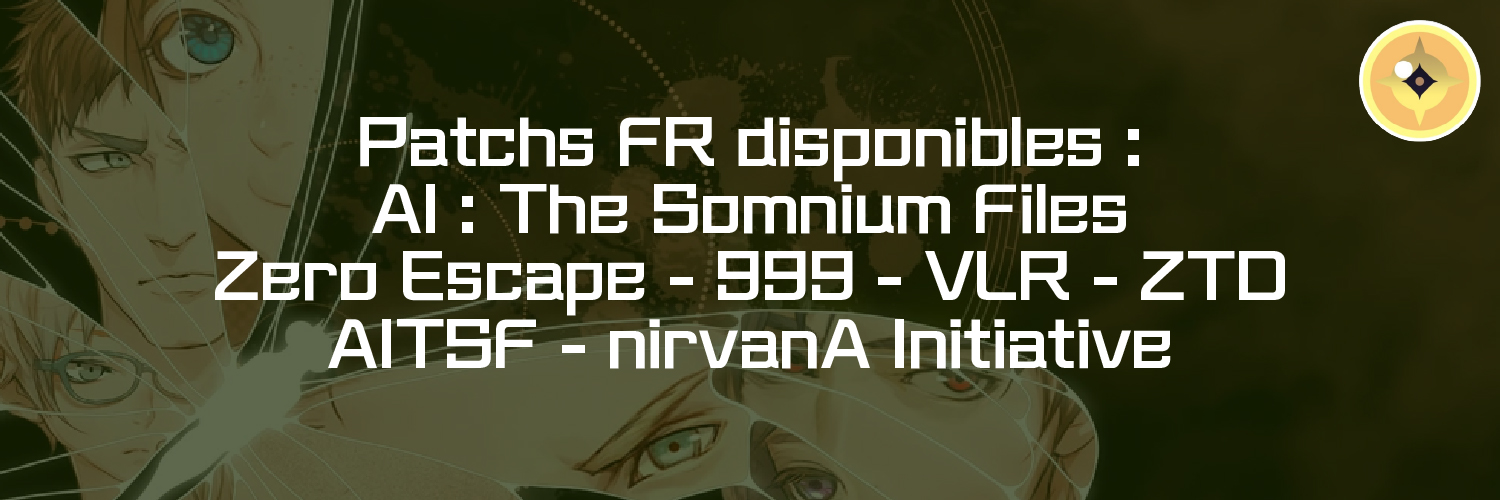 Patchs FR disponibles :
AI : The Somnium Files
Zero Escape - 999 - VLR - ZTD
AITSF - nirvanA Initiative